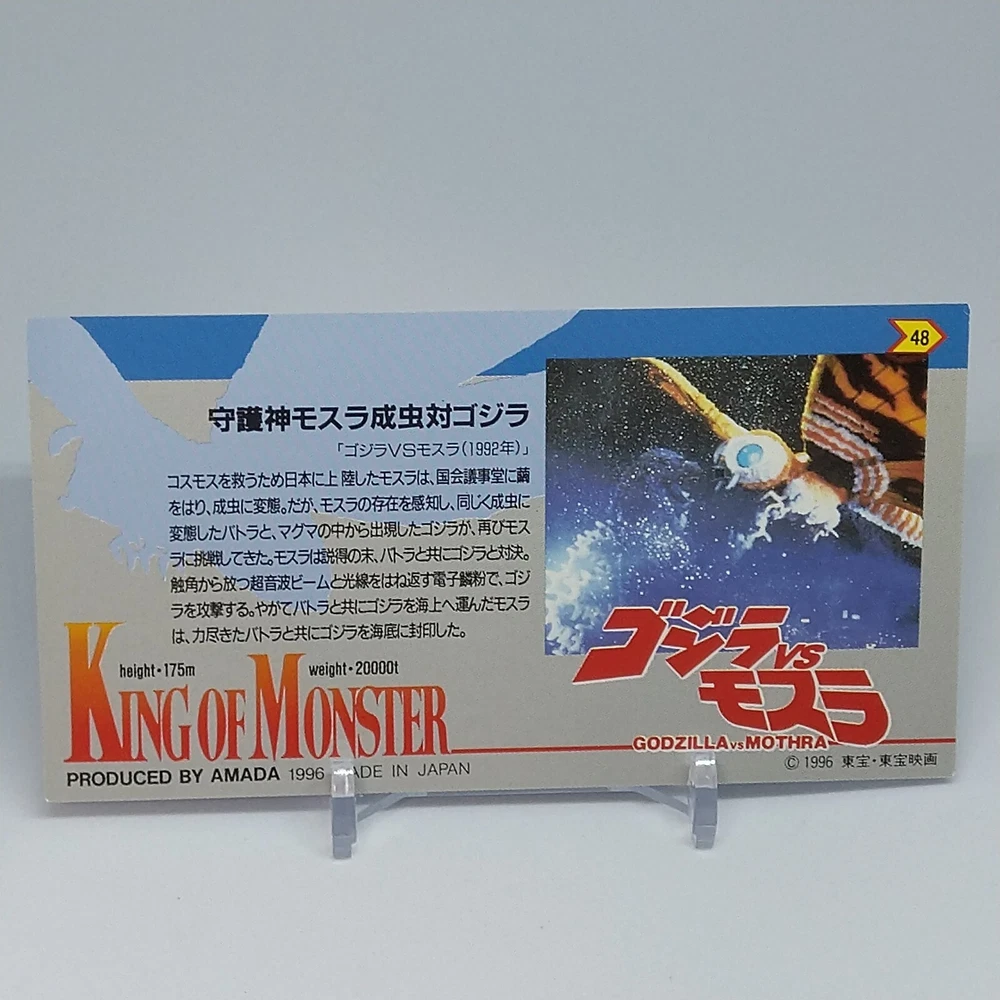 48
守護神モスラ成虫対ゴジラ
「ゴジラVSモスラ(1992年)」
コスモスを救うため日本に上 陸したモスラは、国会議事堂に繭
をはり、成虫に変態。だが、モスラの存在を感知し、同じく成虫に
変態したバトラと、マグマの中から出現したゴジラが、再びモス
ラに挑戦してきた。モスラは説得の末、バトラと共にゴジラと対決。
触角から放つ超音波ビームと光線をはね返す電子鱗粉で、ゴジ
ラを攻撃する。やがてバトラと共にゴジラを海上へ運んだモスラ
は、力尽きたバトラと共にゴジラを海底に封印した。
height・175m weight・20000t
KING OF MONSTER
PRODUCED BY AMADA 1996 MADE IN JAPAN
ゴジラVS
モスラ
GODZILLA vs MOTHRA
© 1996 東宝・東宝映画